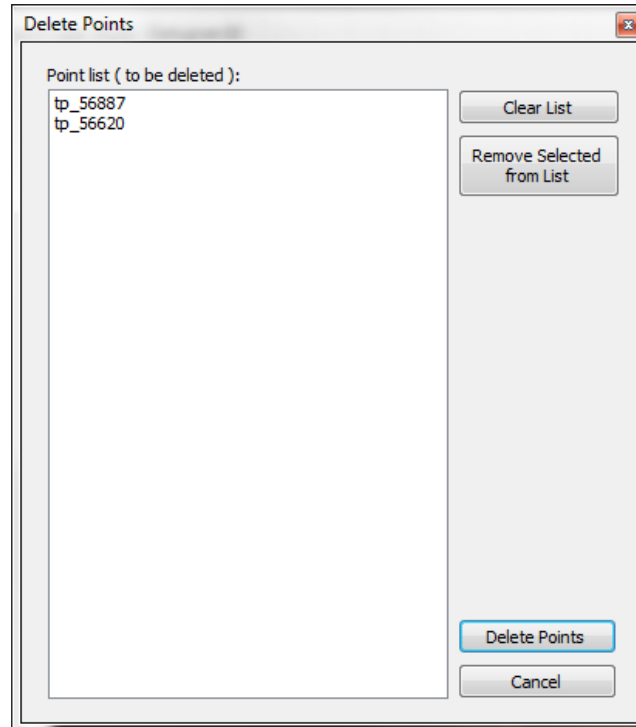 Delete Points
Point list ( to be deleted ):
tp_56887
tp_56620
Clear List
Remove Selected
from List
Delete Points
Cancel